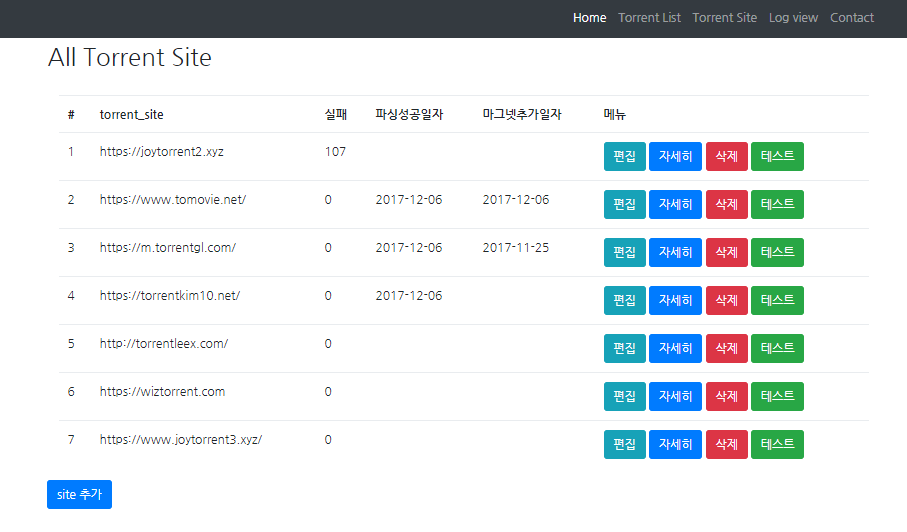 Home Torrent List Torrent Site Log view Contact
All Torrent Site
# torrent_site 실패 파싱성공일자 마그넷추가일자 메뉴
1 https://joytorrent2.xyz 107 편집 자세히 삭제 테스트
2 https://www.tomovie.net/ 0 2017-12-06 2017-12-06 편집 자세히 삭제 테스트
3 https://m.torrentgl.com/ 0 2017-12-06 2017-11-25 편집 자세히 삭제 테스트
4 https://torrentkim10.net/ 0 2017-12-06 편집 자세히 삭제 테스트
5 http://torrentleex.com/ 0 편집 자세히 삭제 테스트
6 https://wiztorrent.com 0 편집 자세히 삭제 테스트
7 https://www.joytorrent3.xyz/ 0 편집 자세히 삭제 테스트
site 추가